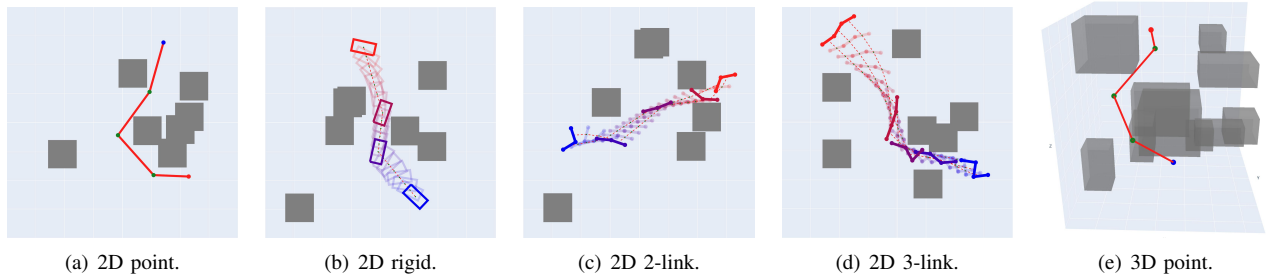 (a) 2D point.
(b) 2D rigid.
(c) 2D 2-link.
(d) 2D 3-link.
(e) 3D point.